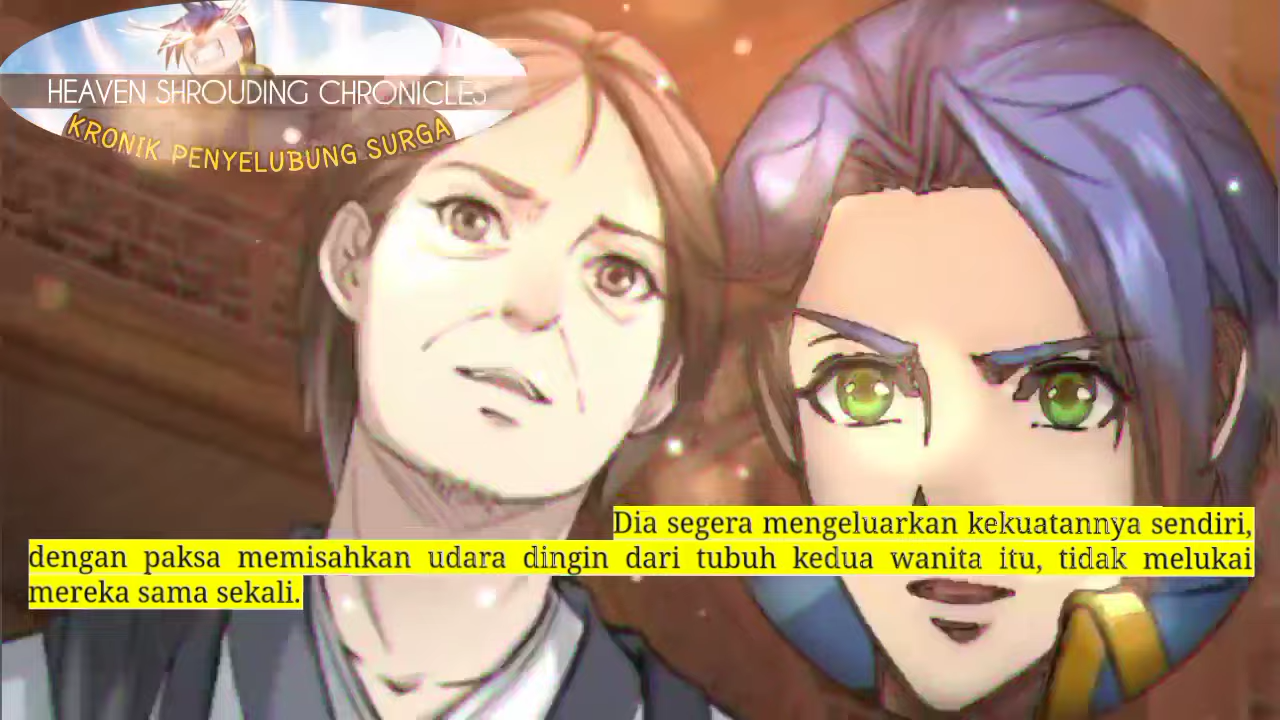 HEAVEN SHROUDING CHRONICLES
KRONIK PENYELUBUNG SURGA
Dia segera mengeluarkan kekuatannya sendiri,
dengan paksa memisahkan udara dingin dari tubuh kedua wanita itu, tidak melukai
mereka sama sekali.